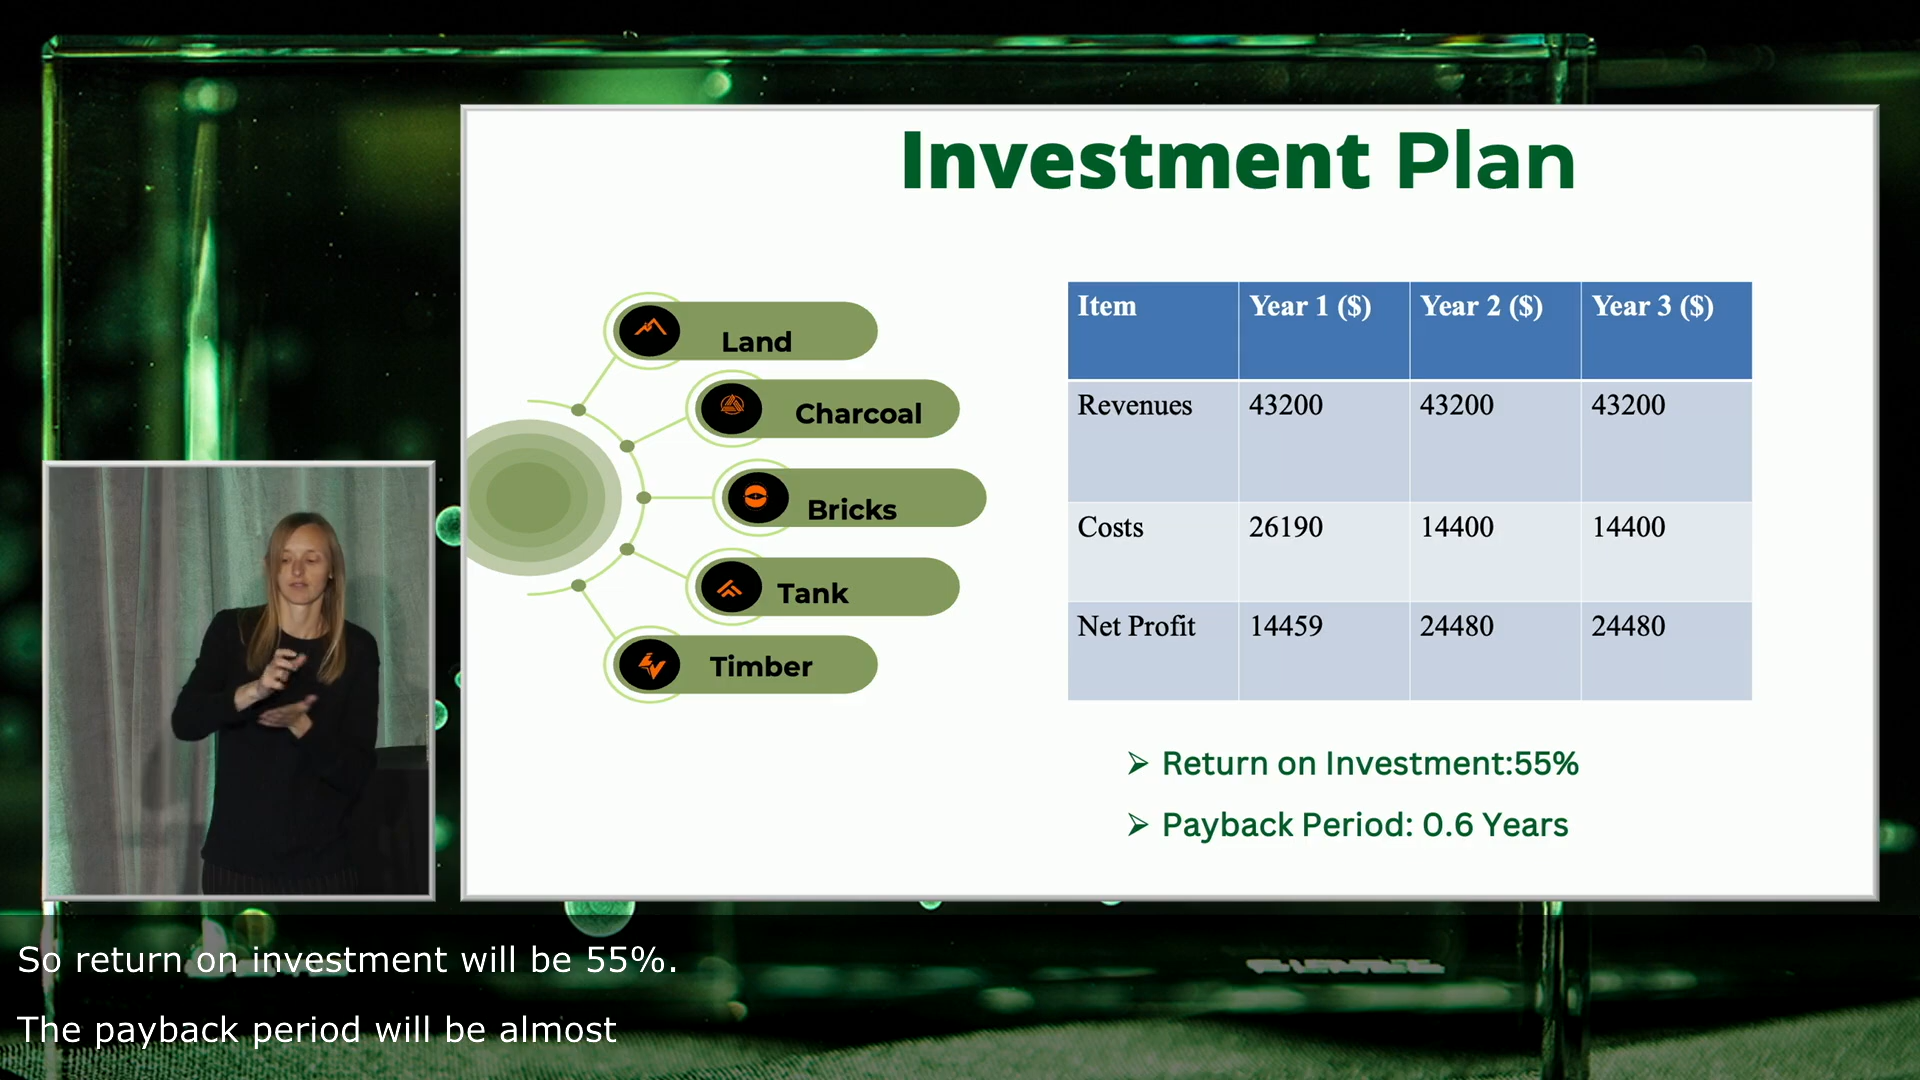 Investment Plan
Land
Charcoal
Bricks
Tank
Timber
Item Year 1 ($) Year 2 ($) Year 3 ($)
Revenues 43200 43200 43200
Costs 26190 14400 14400
Net Profit 14459 24480 24480
➢ Return on Investment:55%
➢ Payback Period: 0.6 Years
So return on investment will be 55%.
The payback period will be almost